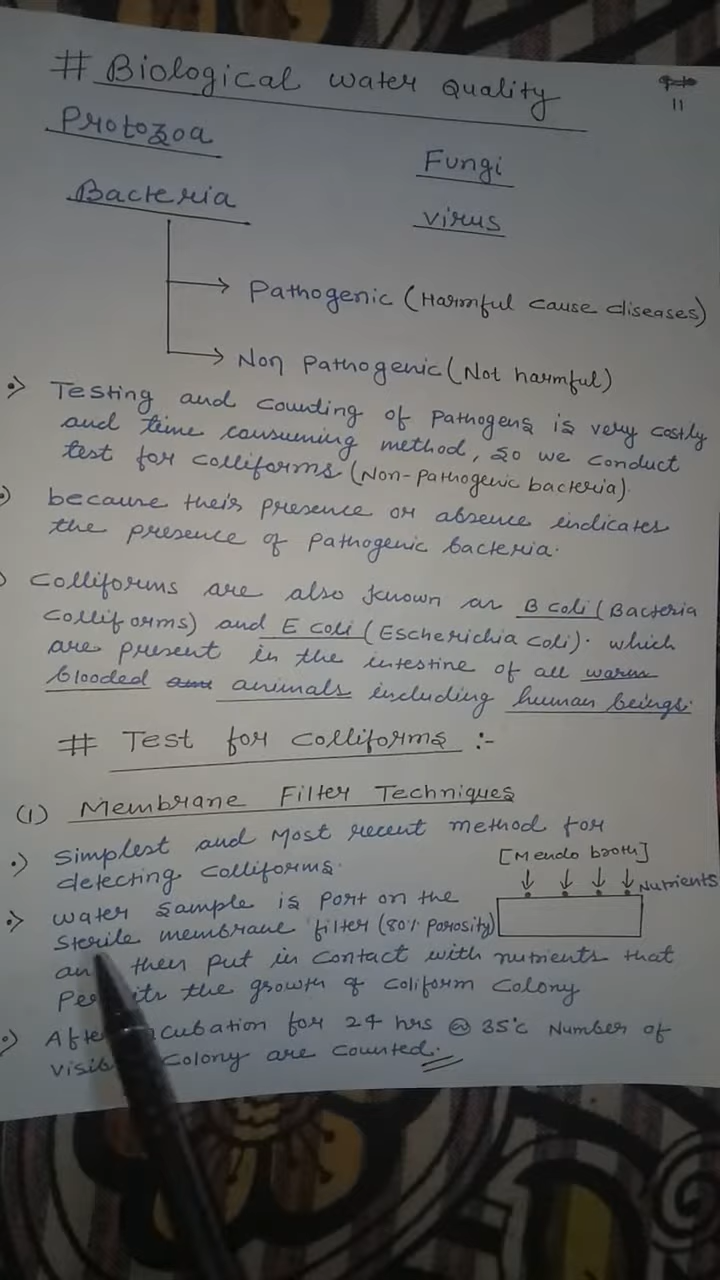 # Biological water Quality
11
Protozoa
Fungi
Bacteria
virus
Pathogenic (Harmful cause diseases)
Non Pathogenic (Not harmful)
Testing and counting of pathogens is very costly
and time consuming method, so we conduct
test for colliforms (Non-pathogenic bacteria).
because their presence or absence indicates
the presence of pathogenic bacteria.
Colliforms are also known as B coli (Bacteria
Colliforms) and E coli (Escherichia coli). which
are present in the intestine of all warm
blooded animals including human beings.
# Test for colliforms :-
(1) Membrane Filter Techniques
Simplest and Most recent method for
detecting colliforms.
[Mendo broth]
Nutrients
water sample is port on the
sterile membrane filter (80% Porosity)
then put in contact with nutrients that
the growth of coliform colony
for 24 hrs @ 35°c Number of
colony are counted.